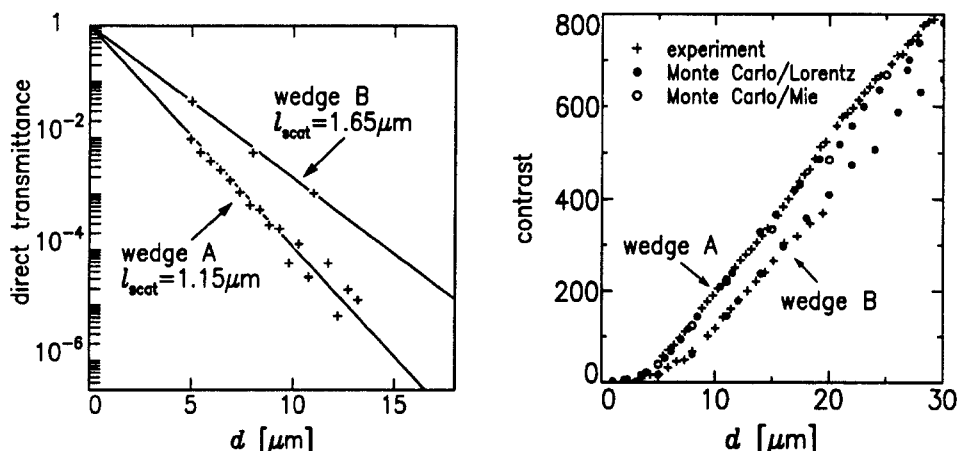 direct transmittance
1
10⁻²
10⁻⁴
10⁻⁶
wedge B
lscat=1.65μm
wedge A
lscat=1.15μm
0
5
10
15
d [μm]
contrast
800
600
400
200
0
+ experiment
● Monte Carlo/Lorentz
o Monte Carlo/Mie
wedge A
wedge B
0
10
20
30
d [μm]